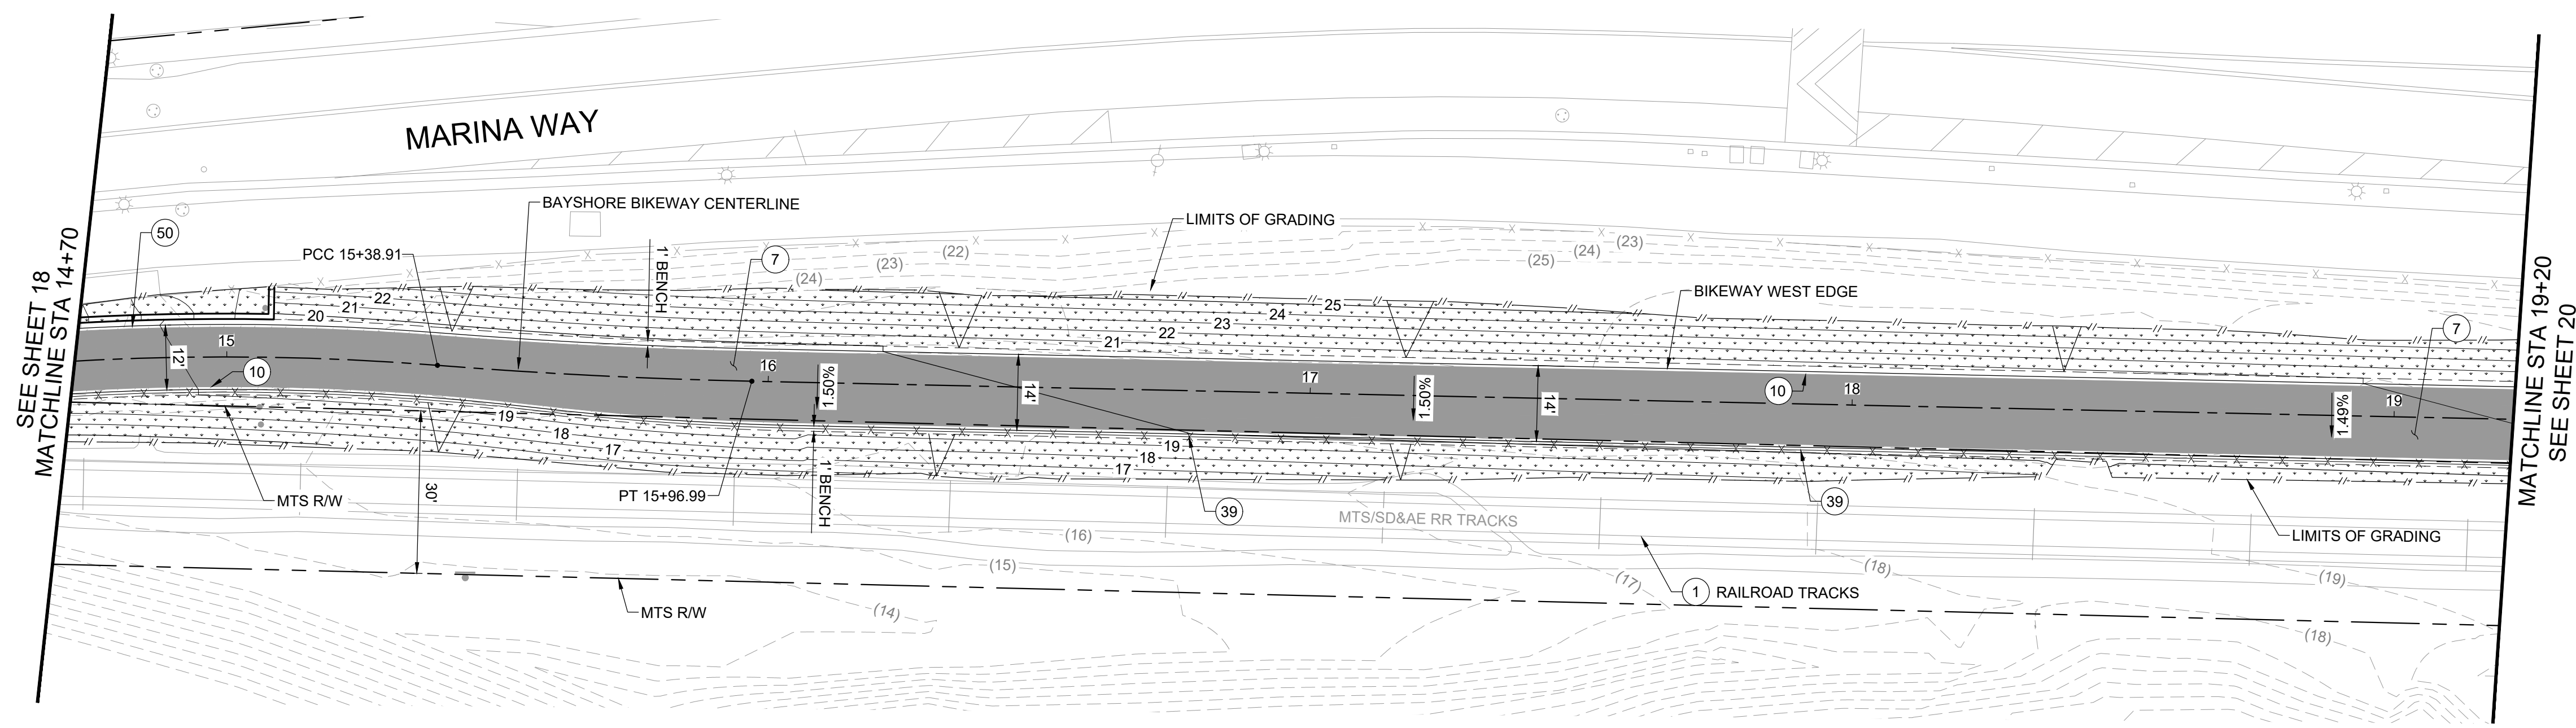 MARINA WAY
SEE SHEET 18
MATCHLINE STA 14+70
50
PCC 15+38.91
BAYSHORE BIKEWAY CENTERLINE
1' BENCH
7
LIMITS OF GRADING
(22)
(23)
(24)
(23)
(24)
(25)
BIKEWAY WEST EDGE
MATCHLINE STA 19+20
SEE SHEET 20
7
22
21
20
25
24
23
22
21
12'
15
10
16
1.50%
14'
17
1.50%
14'
10
18
1.49%
19
19
18
17
19
18
17
MTS R/W
30'
PT 15+96.99
1' BENCH
39
MTS/SD&AE RR TRACKS
39
LIMITS OF GRADING
(16)
(15)
(14)
(17)
(18)
(19)
(18)
MTS R/W
1
RAILROAD TRACKS